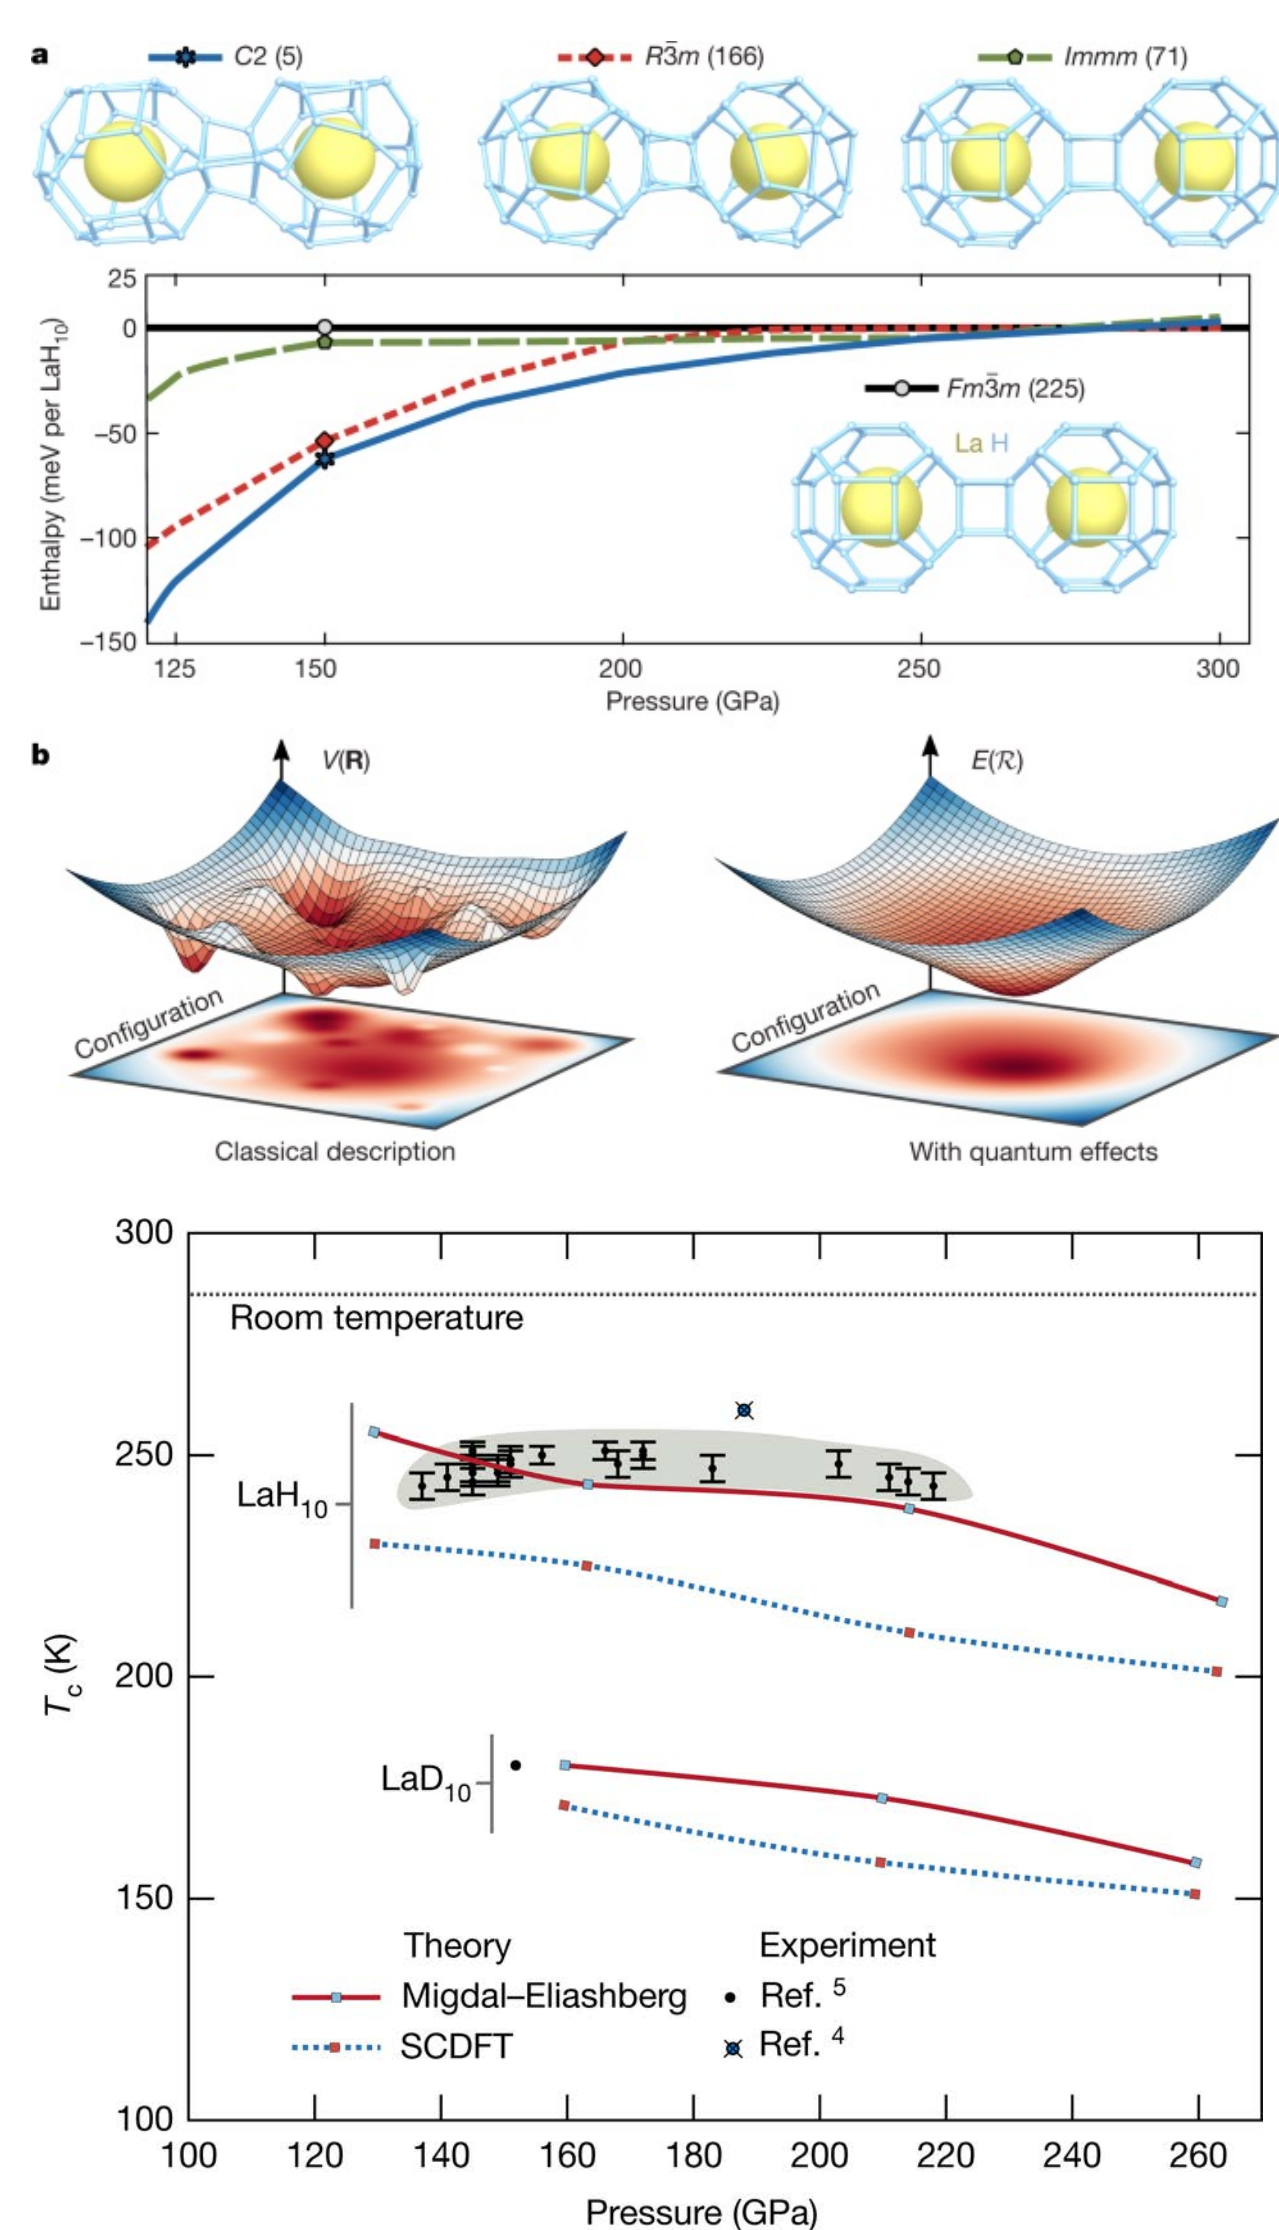 a C2 (5) R3̄m (166) Immm (71)
25
0
−50
−100
−150
Enthalpy (meV per LaH₁₀)
Fm3̄m (225)
La H
125 150 200 250 300
Pressure (GPa)
b V(R) E(ℛ)
Configuration Configuration
Classical description With quantum effects
300
Room temperature
250
LaH₁₀
200
Tc (K)
LaD₁₀
150
Theory Experiment
Migdal–Eliashberg Ref. ⁵
SCDFT Ref. ⁴
100
100 120 140 160 180 200 220 240 260
Pressure (GPa)